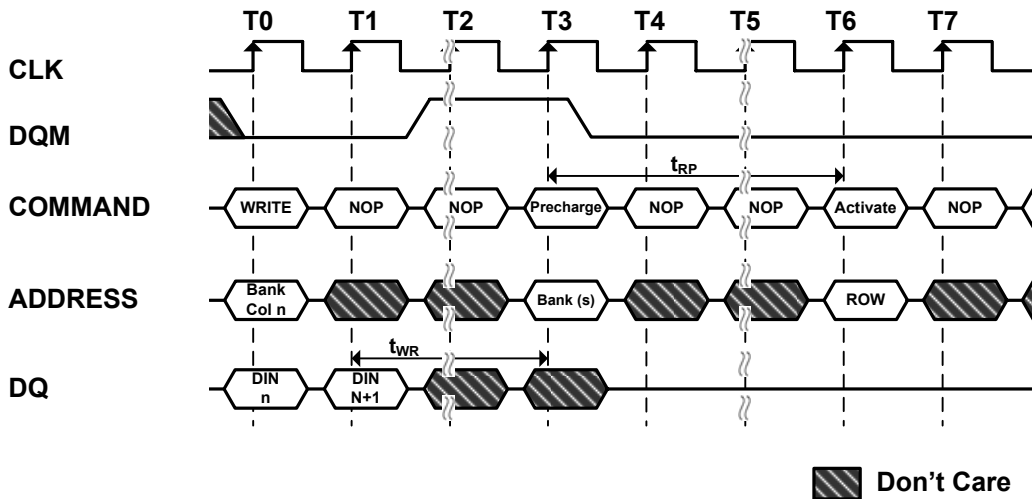 T0 T1 T2 T3 T4 T5 T6 T7
CLK
DQM
tRP
COMMAND WRITE NOP NOP Precharge NOP NOP Activate NOP
ADDRESS Bank Col n Bank (s) ROW
tWR
DQ DIN n DIN N+1
Don't Care